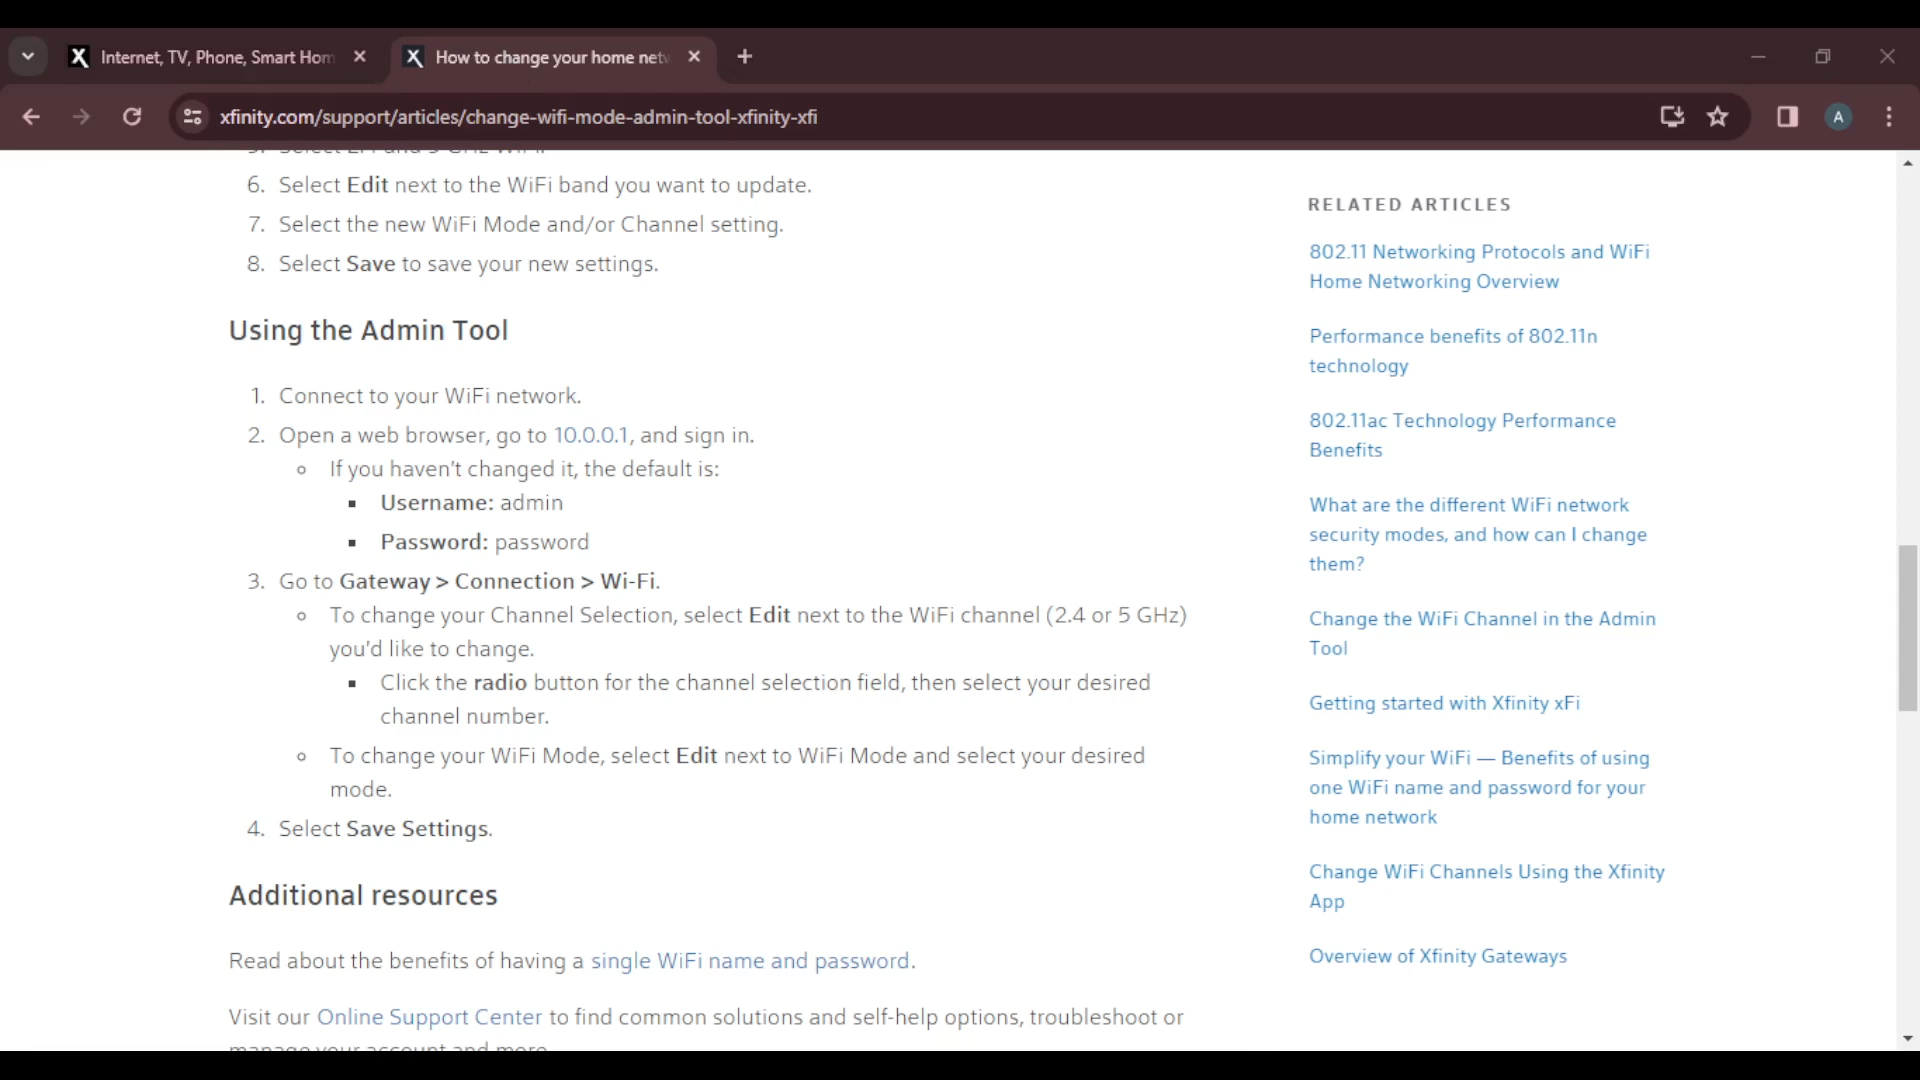 Internet, TV, Phone, Smart Hom
How to change your home net
xfinity.com/support/articles/change-wifi-mode-admin-tool-xfinity-xfi
A
6. Select Edit next to the WiFi band you want to update.
7. Select the new WiFi Mode and/or Channel setting.
8. Select Save to save your new settings.
Using the Admin Tool
1. Connect to your WiFi network.
2. Open a web browser, go to 10.0.0.1, and sign in.
If you haven't changed it, the default is:
Username: admin
Password: password
3. Go to Gateway > Connection > Wi-Fi.
To change your Channel Selection, select Edit next to the WiFi channel (2.4 or 5 GHz)
you'd like to change.
Click the radio button for the channel selection field, then select your desired
channel number.
To change your WiFi Mode, select Edit next to WiFi Mode and select your desired
mode.
4. Select Save Settings.
Additional resources
Read about the benefits of having a single WiFi name and password.
Visit our Online Support Center to find common solutions and self-help options, troubleshoot or
manage your account and more.
RELATED ARTICLES
802.11 Networking Protocols and WiFi
Home Networking Overview
Performance benefits of 802.11n
technology
802.11ac Technology Performance
Benefits
What are the different WiFi network
security modes, and how can I change
them?
Change the WiFi Channel in the Admin
Tool
Getting started with Xfinity xFi
Simplify your WiFi — Benefits of using
one WiFi name and password for your
home network
Change WiFi Channels Using the Xfinity
App
Overview of Xfinity Gateways